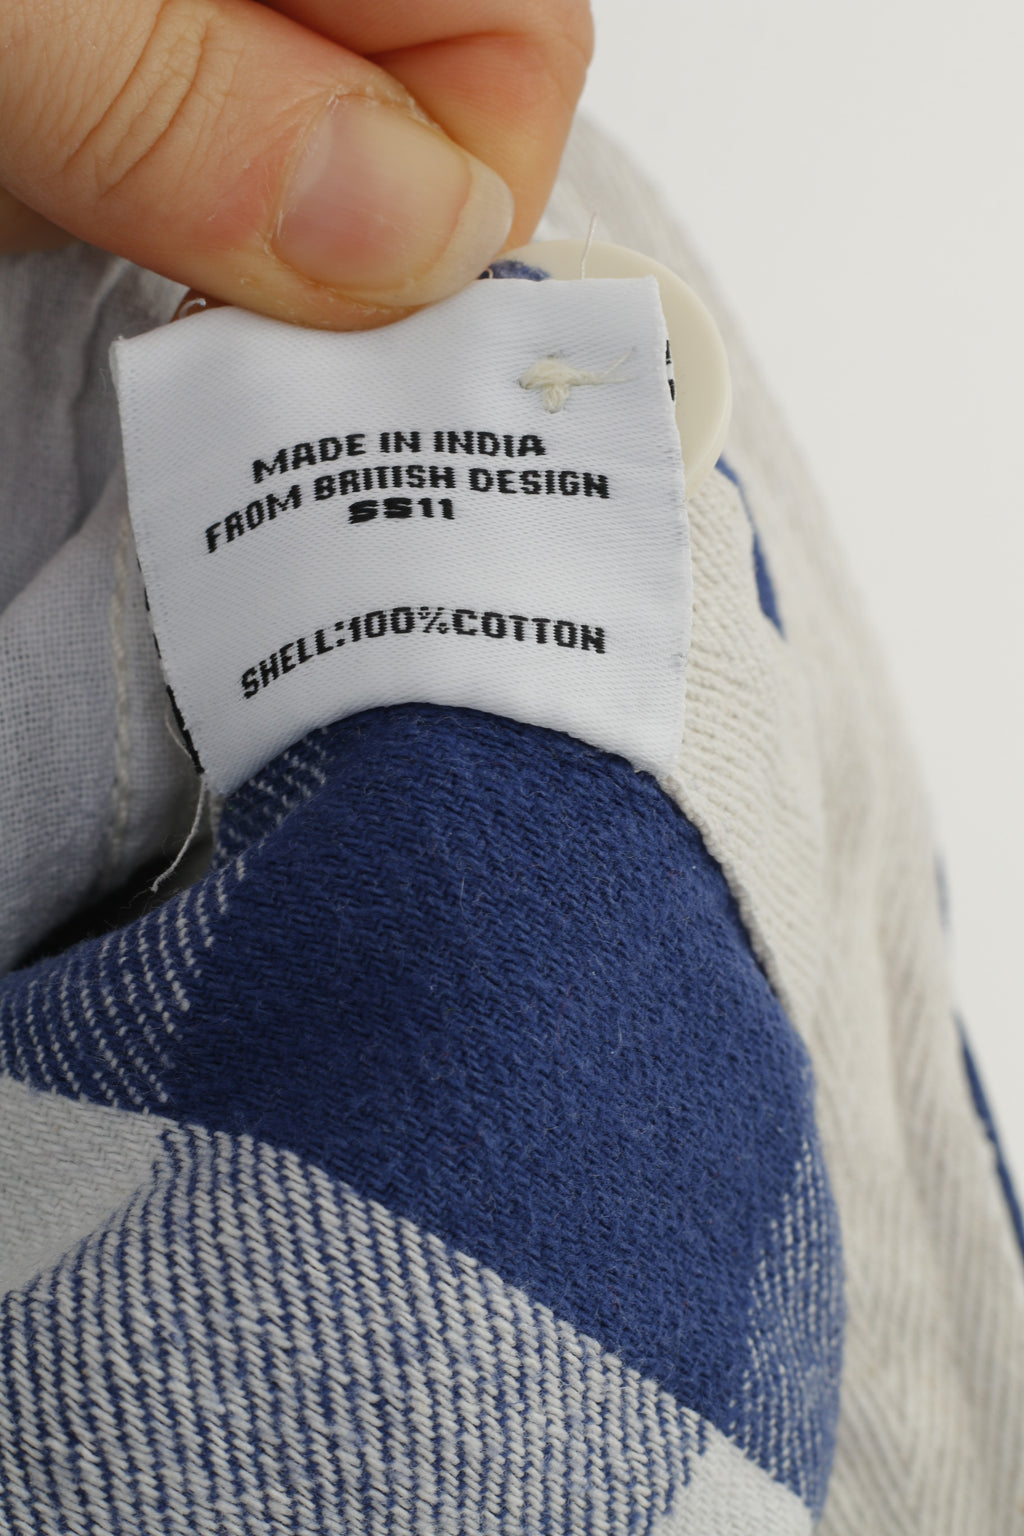 MADE IN INDIA
FROM BRITISH DESIGN
SS11
SHELL:100%COTTON